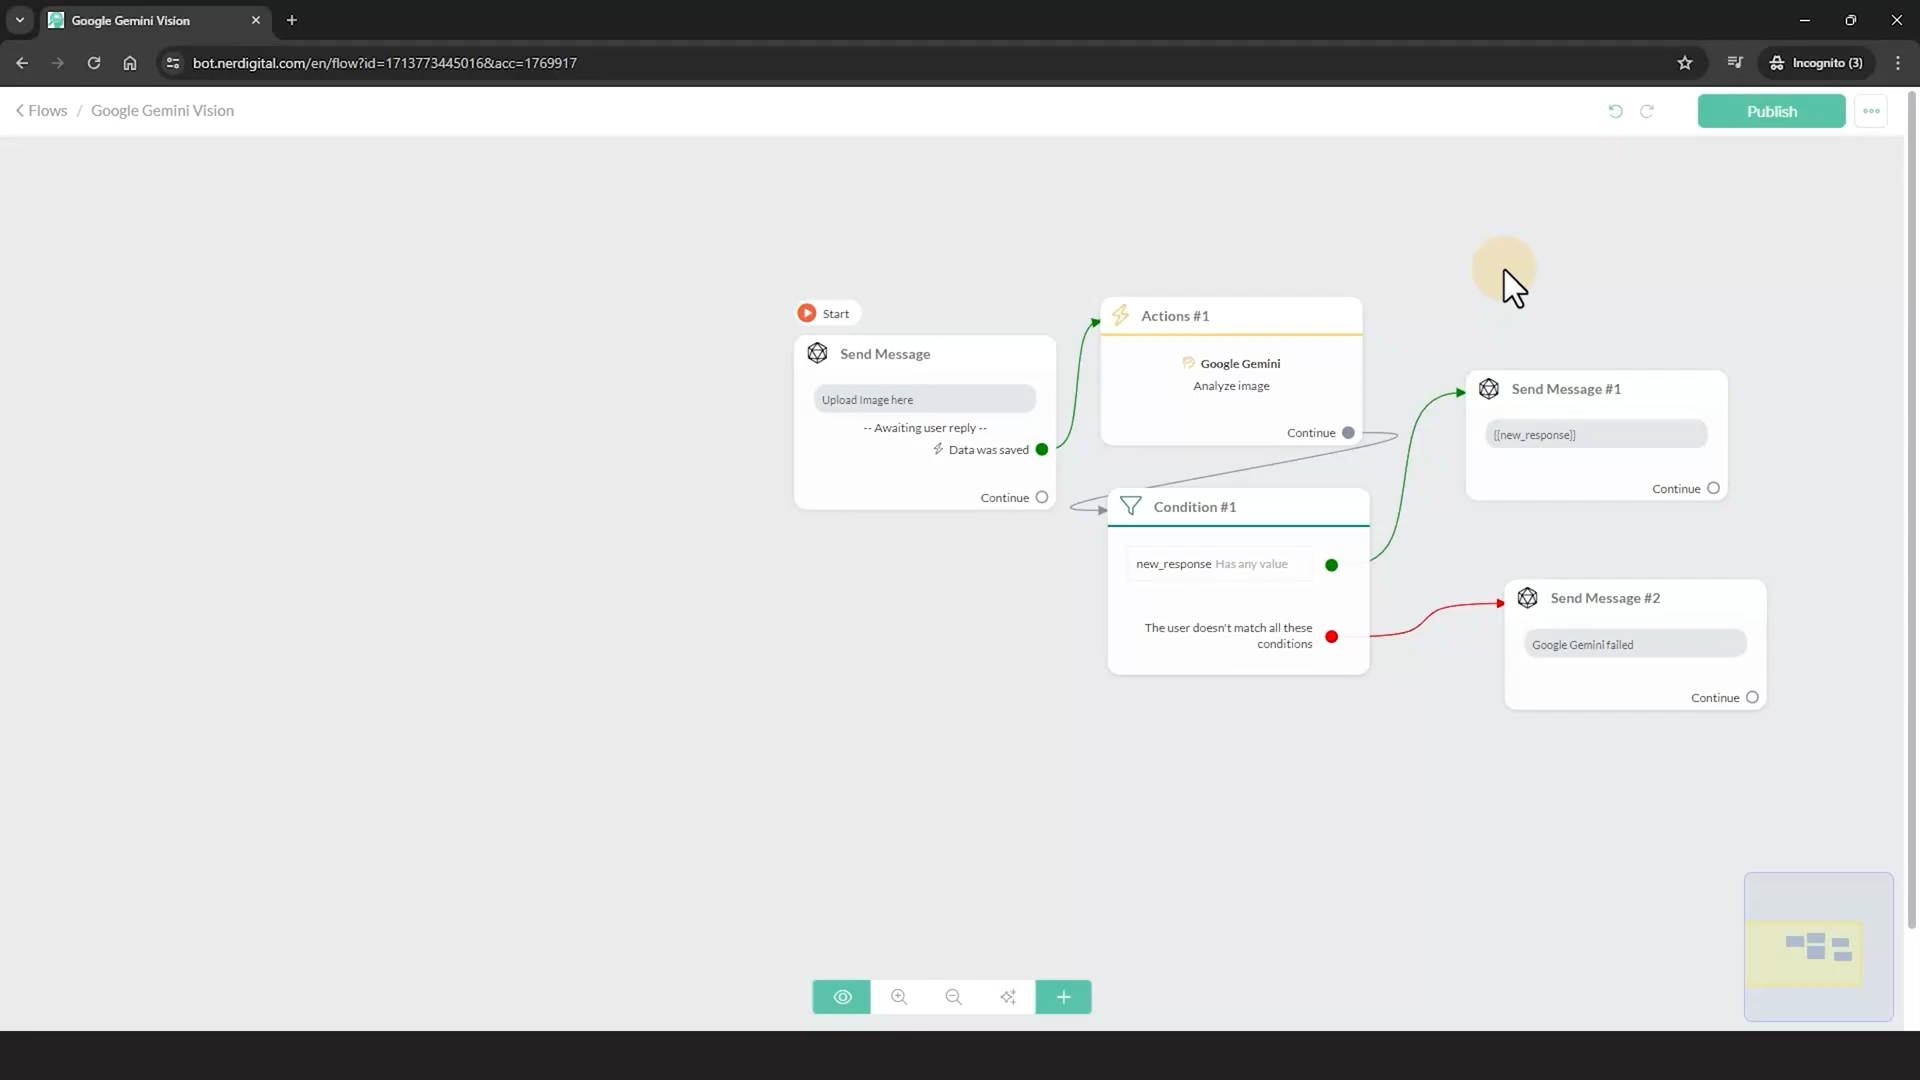 Google Gemini Vision
bot.nerdigital.com/en/flow?id=1713773445016&acc=1769917
Incognito (3)
Flows / Google Gemini Vision
Publish
Start
Send Message
Upload Image here
-- Awaiting user reply --
Data was saved
Continue
Actions #1
Google Gemini
Analyze image
Continue
Condition #1
new_response Has any value
The user doesn't match all these
conditions
Send Message #1
{{new_response}}
Continue
Send Message #2
Google Gemini failed
Continue